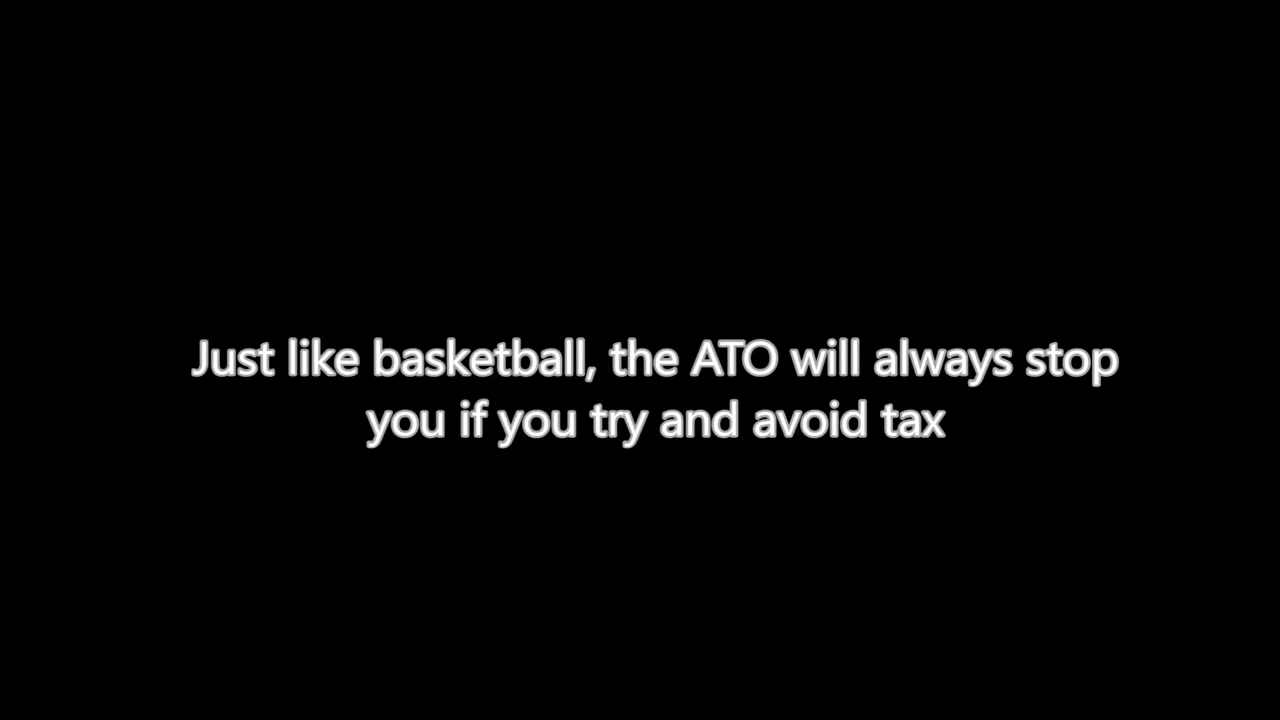 Just like basketball, the ATO will always stop
you if you try and avoid tax